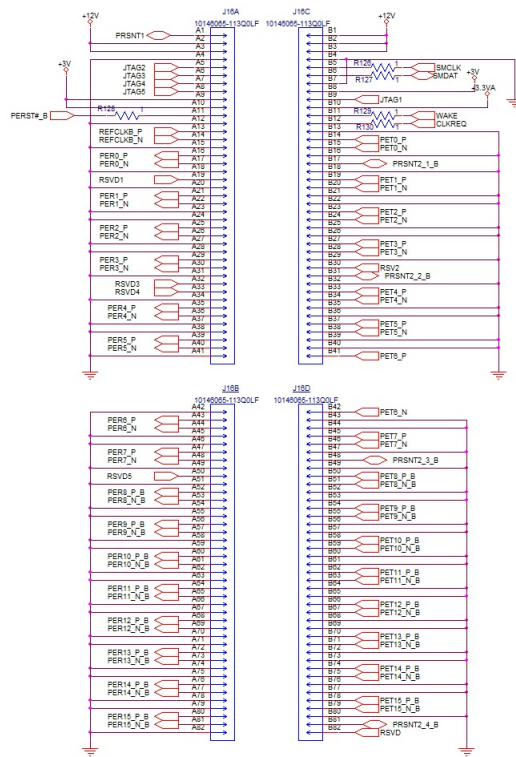 +12V
J16A
J16C
+12V
10146065-113Q0LF
10146065-113Q0LF
PRSNT1
A1
A2
A3
A4
A5
A6
A7
A8
A9
A10
A11
A12
A13
A14
A15
A16
A17
A18
A19
A20
A21
A22
A23
A24
A25
A26
A27
A28
A29
A30
A31
A32
A33
A34
A35
A36
A37
A38
A39
A40
A41
JTAG2
JTAG3
JTAG4
JTAG5
+3V
PERST#_B
R128
1
REFCLKB_P
REFCLKB_N
PER0_P
PER0_N
RSVD1
PER1_P
PER1_N
PER2_P
PER2_N
PER3_P
PER3_N
RSVD3
RSVD4
PER4_P
PER4_N
PER5_P
PER5_N
B1
B2
B3
B4
B5
B6
B7
B8
B9
B10
B11
B12
B13
B14
B15
B16
B17
B18
B19
B20
B21
B22
B23
B24
B25
B26
B27
B28
B29
B30
B31
B32
B33
B34
B35
B36
B37
B38
B39
B40
B41
R126
1
SMCLK
R127
1
SMDAT
+3V
JTAG1
R129
1
WAKE
R130
1
CLKREQ
PET0_P
PET0_N
PRSNT2_1_B
PET1_P
PET1_N
PET2_P
PET2_N
PET3_P
PET3_N
RSV2
PRSNT2_2_B
PET4_P
PET4_N
PET5_P
PET5_N
PET6_P
J16B
J16D
10146065-113Q0LF
10146065-113Q0LF
A42
A43
A44
A45
A46
A47
A48
A49
A50
A51
A52
A53
A54
A55
A56
A57
A58
A59
A60
A61
A62
A63
A64
A65
A66
A67
A68
A69
A70
A71
A72
A73
A74
A75
A76
A77
A78
A79
A80
A81
A82
PER6_P
PER6_N
PER7_P
PER7_N
RSVD5
PER8_P_B
PER8_N_B
PER9_P_B
PER9_N_B
PER10_P_B
PER10_N_B
PER11_P_B
PER11_N_B
PER12_P_B
PER12_N_B
PER13_P_B
PER13_N_B
PER14_P_B
PER14_N_B
PER15_P_B
PER15_N_B
B42
B43
B44
B45
B46
B47
B48
B49
B50
B51
B52
B53
B54
B55
B56
B57
B58
B59
B60
B61
B62
B63
B64
B65
B66
B67
B68
B69
B70
B71
B72
B73
B74
B75
B76
B77
B78
B79
B80
B81
B82
PET6_N
PET7_P
PET7_N
PRSNT2_3_B
PET8_P_B
PET8_N_B
PET9_P_B
PET9_N_B
PET10_P_B
PET10_N_B
PET11_P_B
PET11_N_B
PET12_P_B
PET12_N_B
PET13_P_B
PET13_N_B
PET14_P_B
PET14_N_B
PET15_P_B
PET15_N_B
PRSNT2_4_B
RSVD